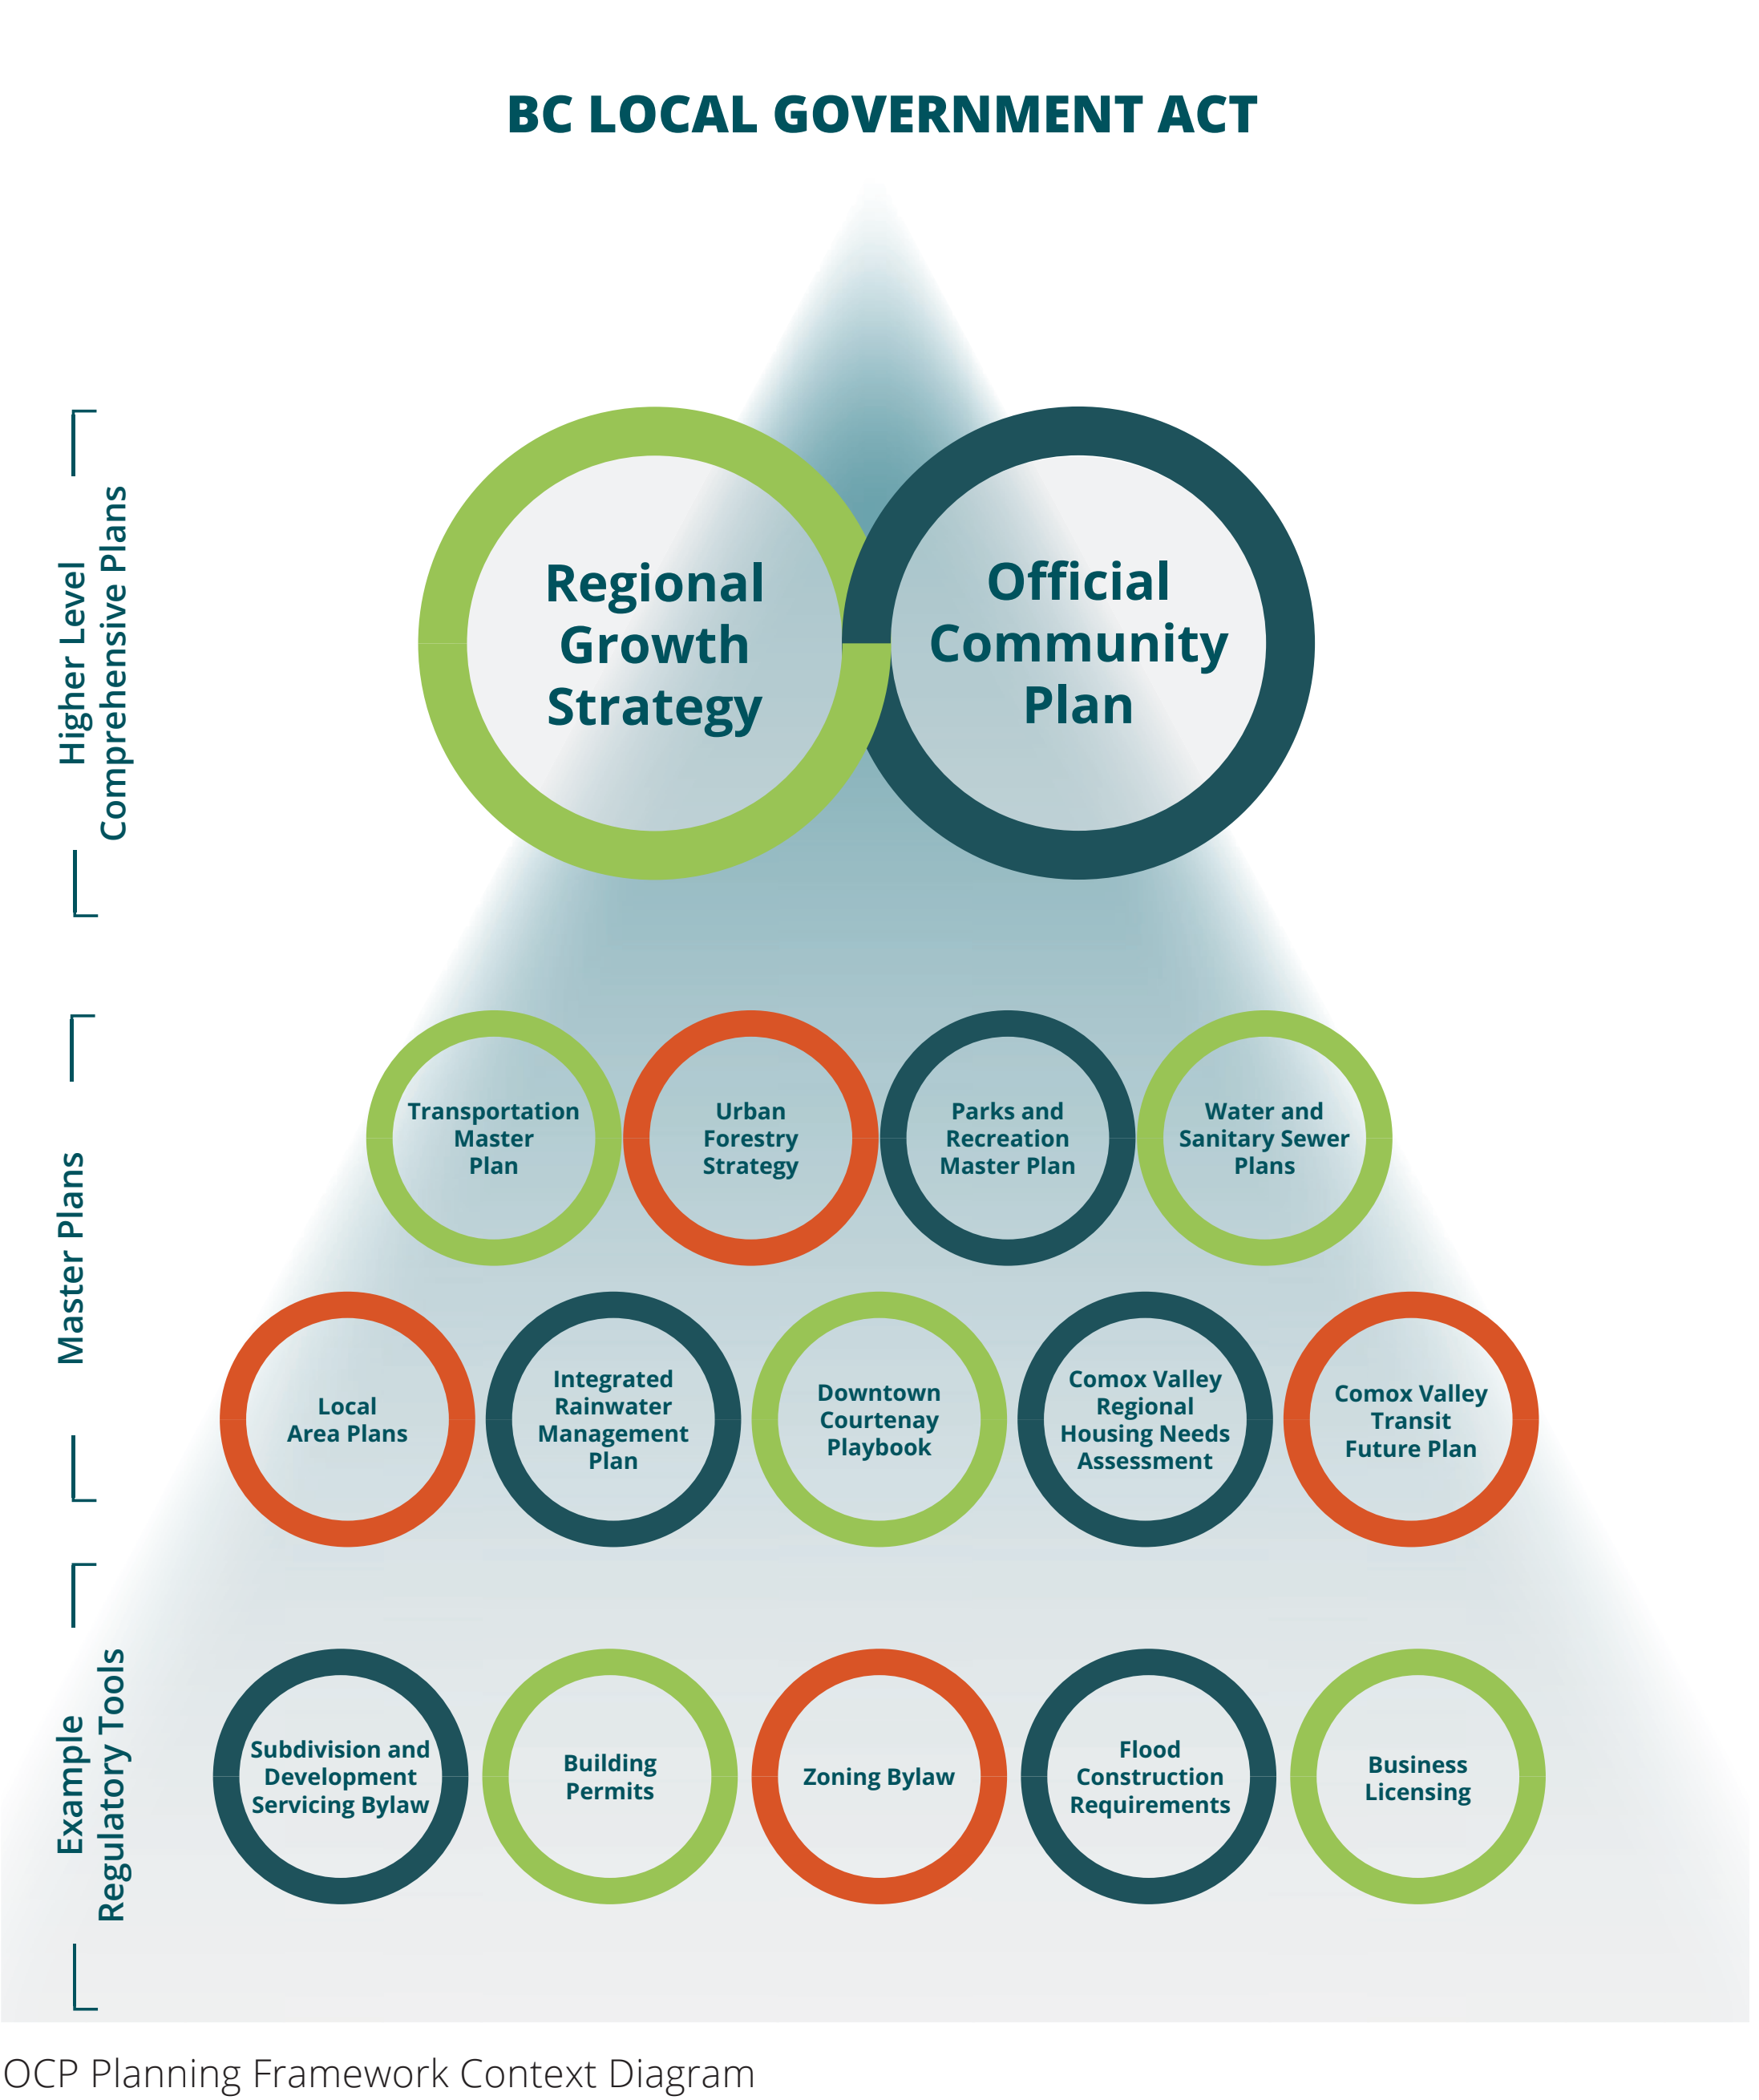 BC LOCAL GOVERNMENT ACT
Higher Level
Comprehensive Plans
Regional
Growth
Strategy
Official
Community
Plan
Master Plans
Transportation
Master
Plan
Urban
Forestry
Strategy
Parks and
Recreation
Master Plan
Water and
Sanitary Sewer
Plans
Local
Area Plans
Integrated
Rainwater
Management
Plan
Downtown
Courtenay
Playbook
Comox Valley
Regional
Housing Needs
Assessment
Comox Valley
Transit
Future Plan
Example
Regulatory Tools
Subdivision and
Development
Servicing Bylaw
Building
Permits
Zoning Bylaw
Flood
Construction
Requirements
Business
Licensing
OCP Planning Framework Context Diagram